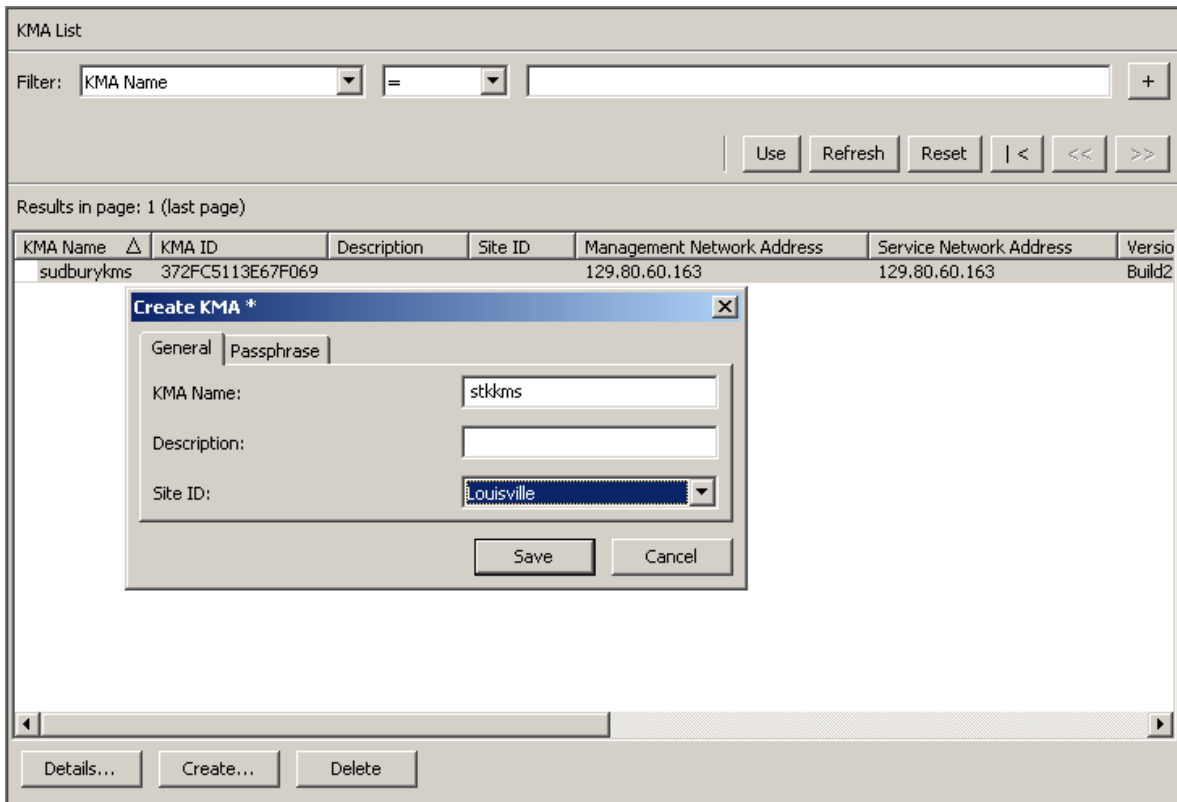 KMA List
Filter: KMA Name = +
Use Refresh Reset |< << >>
Results in page: 1 (last page)
KMA Name KMA ID Description Site ID Management Network Address Service Network Address Versio
sudburykms 372FC5113E67F069 129.80.60.163 129.80.60.163 Build2
Create KMA *
General Passphrase
KMA Name: stkkms
Description:
Site ID: Louisville
Save Cancel
Details... Create... Delete